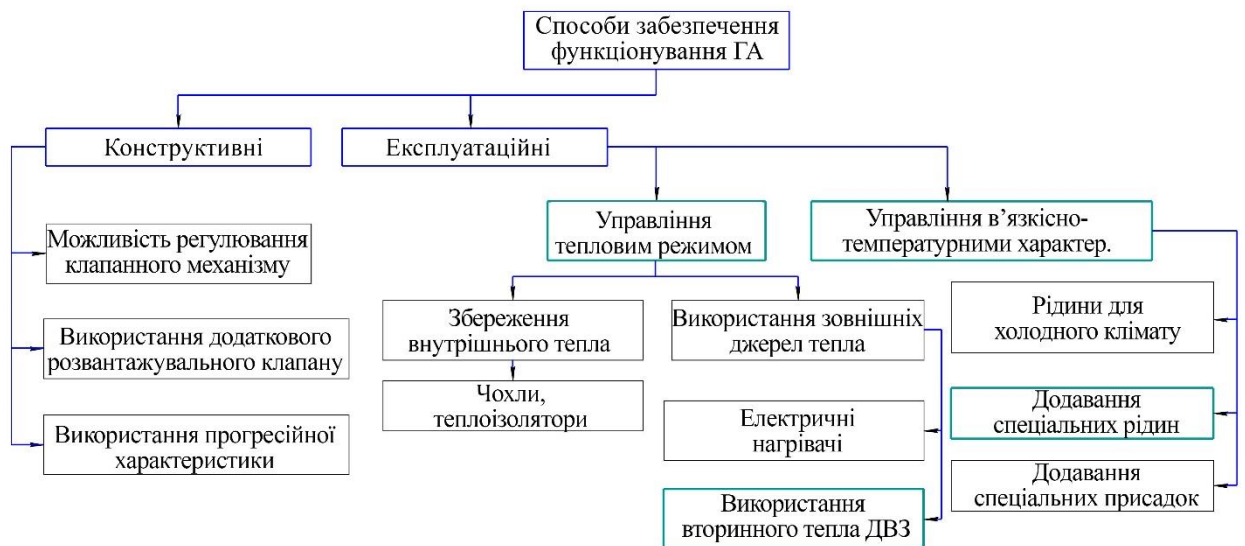 Способи забезпечення
функціонування ГА
Конструктивні
Експлуатаційні
Можливість регулювання
клапанного механізму
Використання додаткового
розвантажувального клапану
Використання прогресійної
характеристики
Управління
тепловим режимом
Збереження
внутрішнього тепла
Чохли,
теплоізолятори
Використання зовнішніх
джерел тепла
Електричні
нагрівачі
Використання
вторинного тепла ДВЗ
Управління в’язкісно-
температурними характер.
Рідини для
холодного клімату
Додавання
спеціальних рідин
Додавання
спеціальних присадок